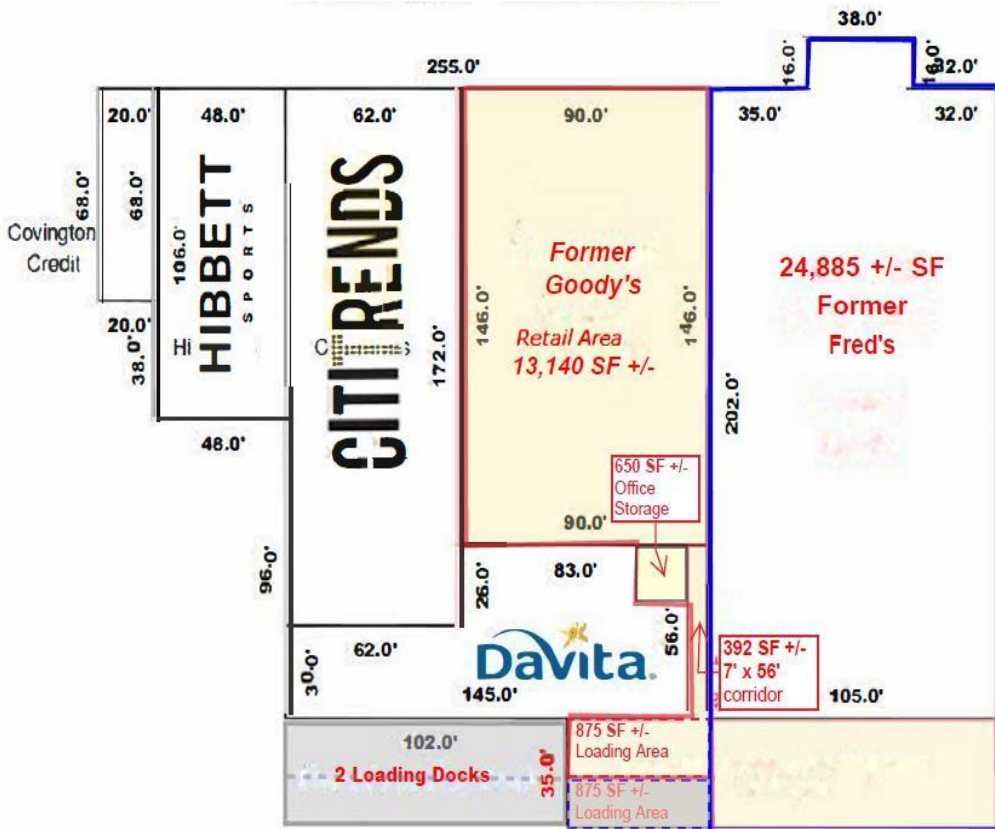 38.0'
16.0'
16.0'
32.0'
255.0'
20.0'
48.0'
62.0'
90.0'
35.0'
32.0'
68.0'
68.0'
Covington
Credit
106.0'
HIBBETT
SPORTS
Hi
CITI TRENDS
172.0'
146.0'
Former
Goody's
Retail Area
13,140 SF +/-
146.0'
24,885 +/- SF
Former
Fred's
202.0'
20.0'
38.0'
48.0'
650 SF +/-
Office
Storage
90.0'
96.0'
26.0'
83.0'
56.0'
62.0'
30.0'
DaVita.
145.0'
392 SF +/-
7' x 56'
corridor
105.0'
102.0'
2 Loading Docks
35.0'
875 SF +/-
Loading Area
875 SF +/-
Loading Area